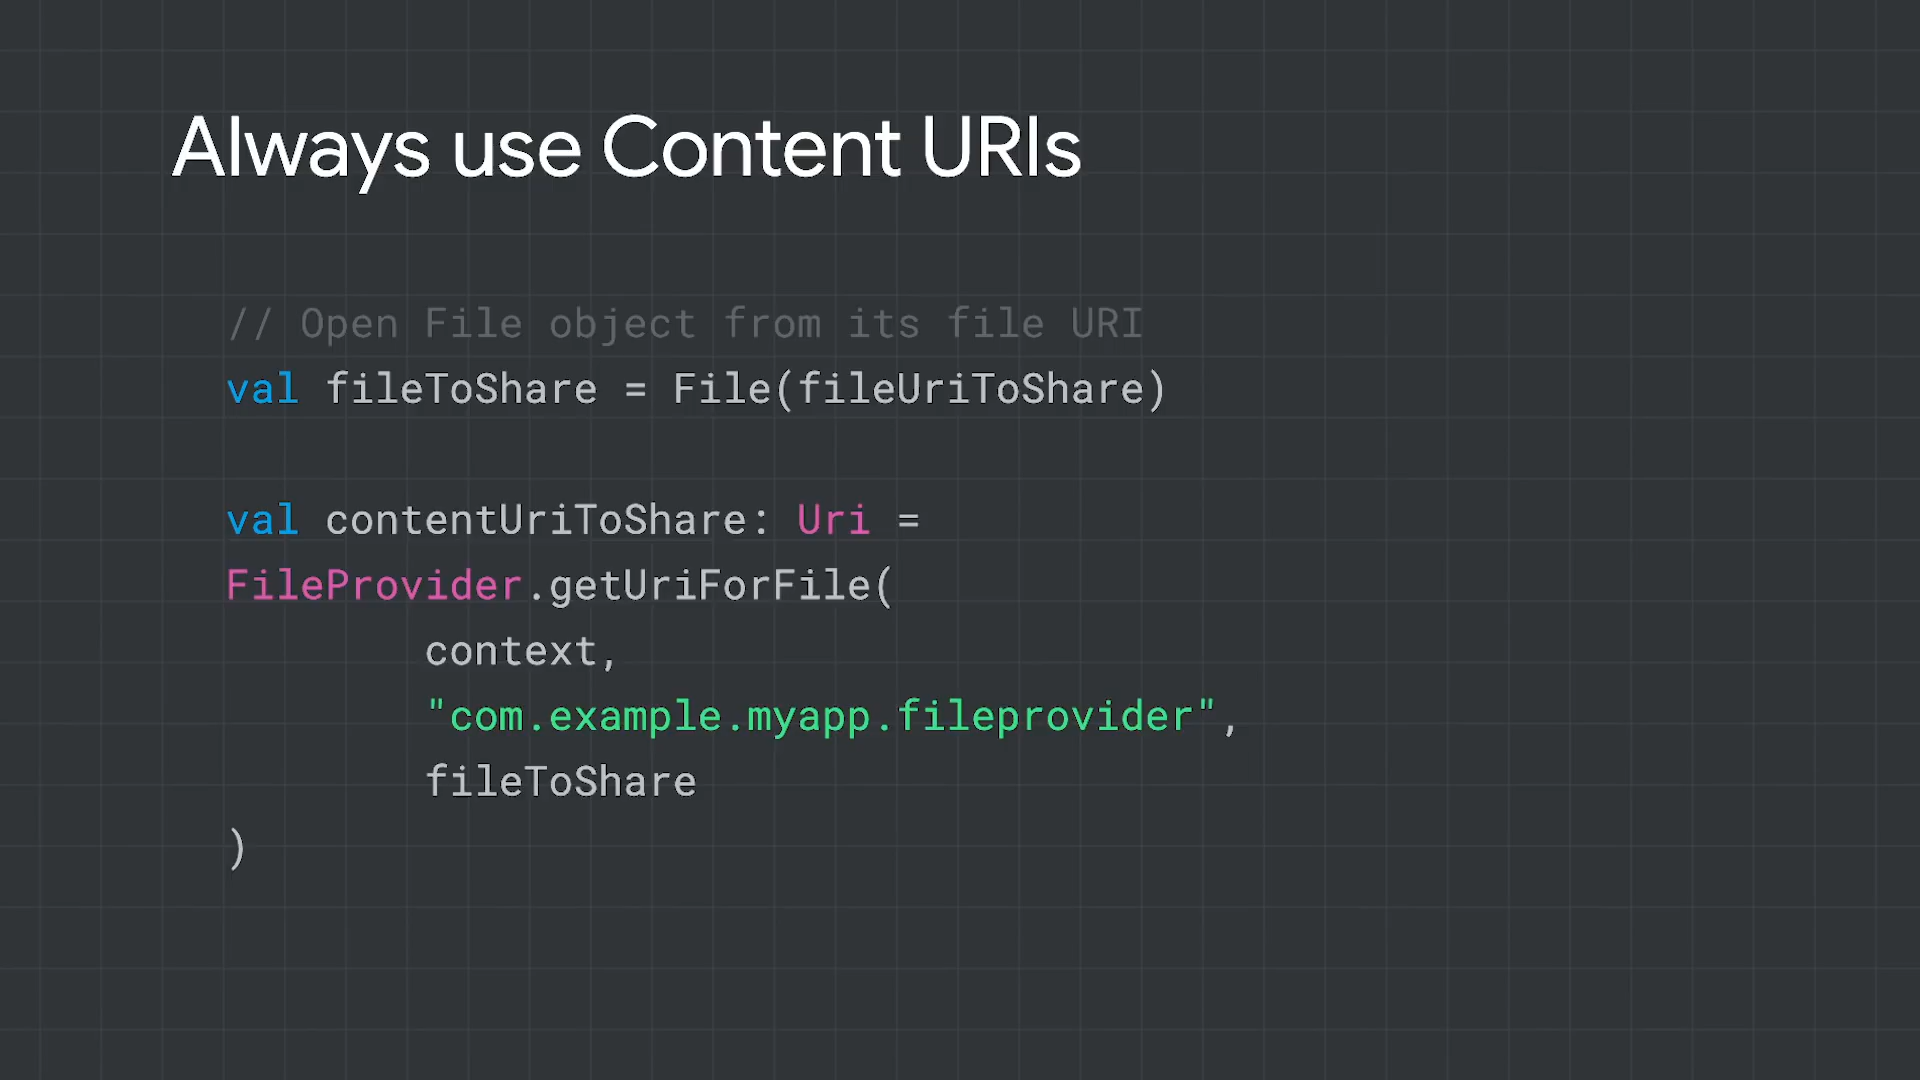 Always use Content URIs
// Open File object from its file URI
val fileToShare = File(fileUriToShare)
val contentUriToShare: Uri =
FileProvider.getUriForFile(
context,
"com.example.myapp.fileprovider",
fileToShare
)